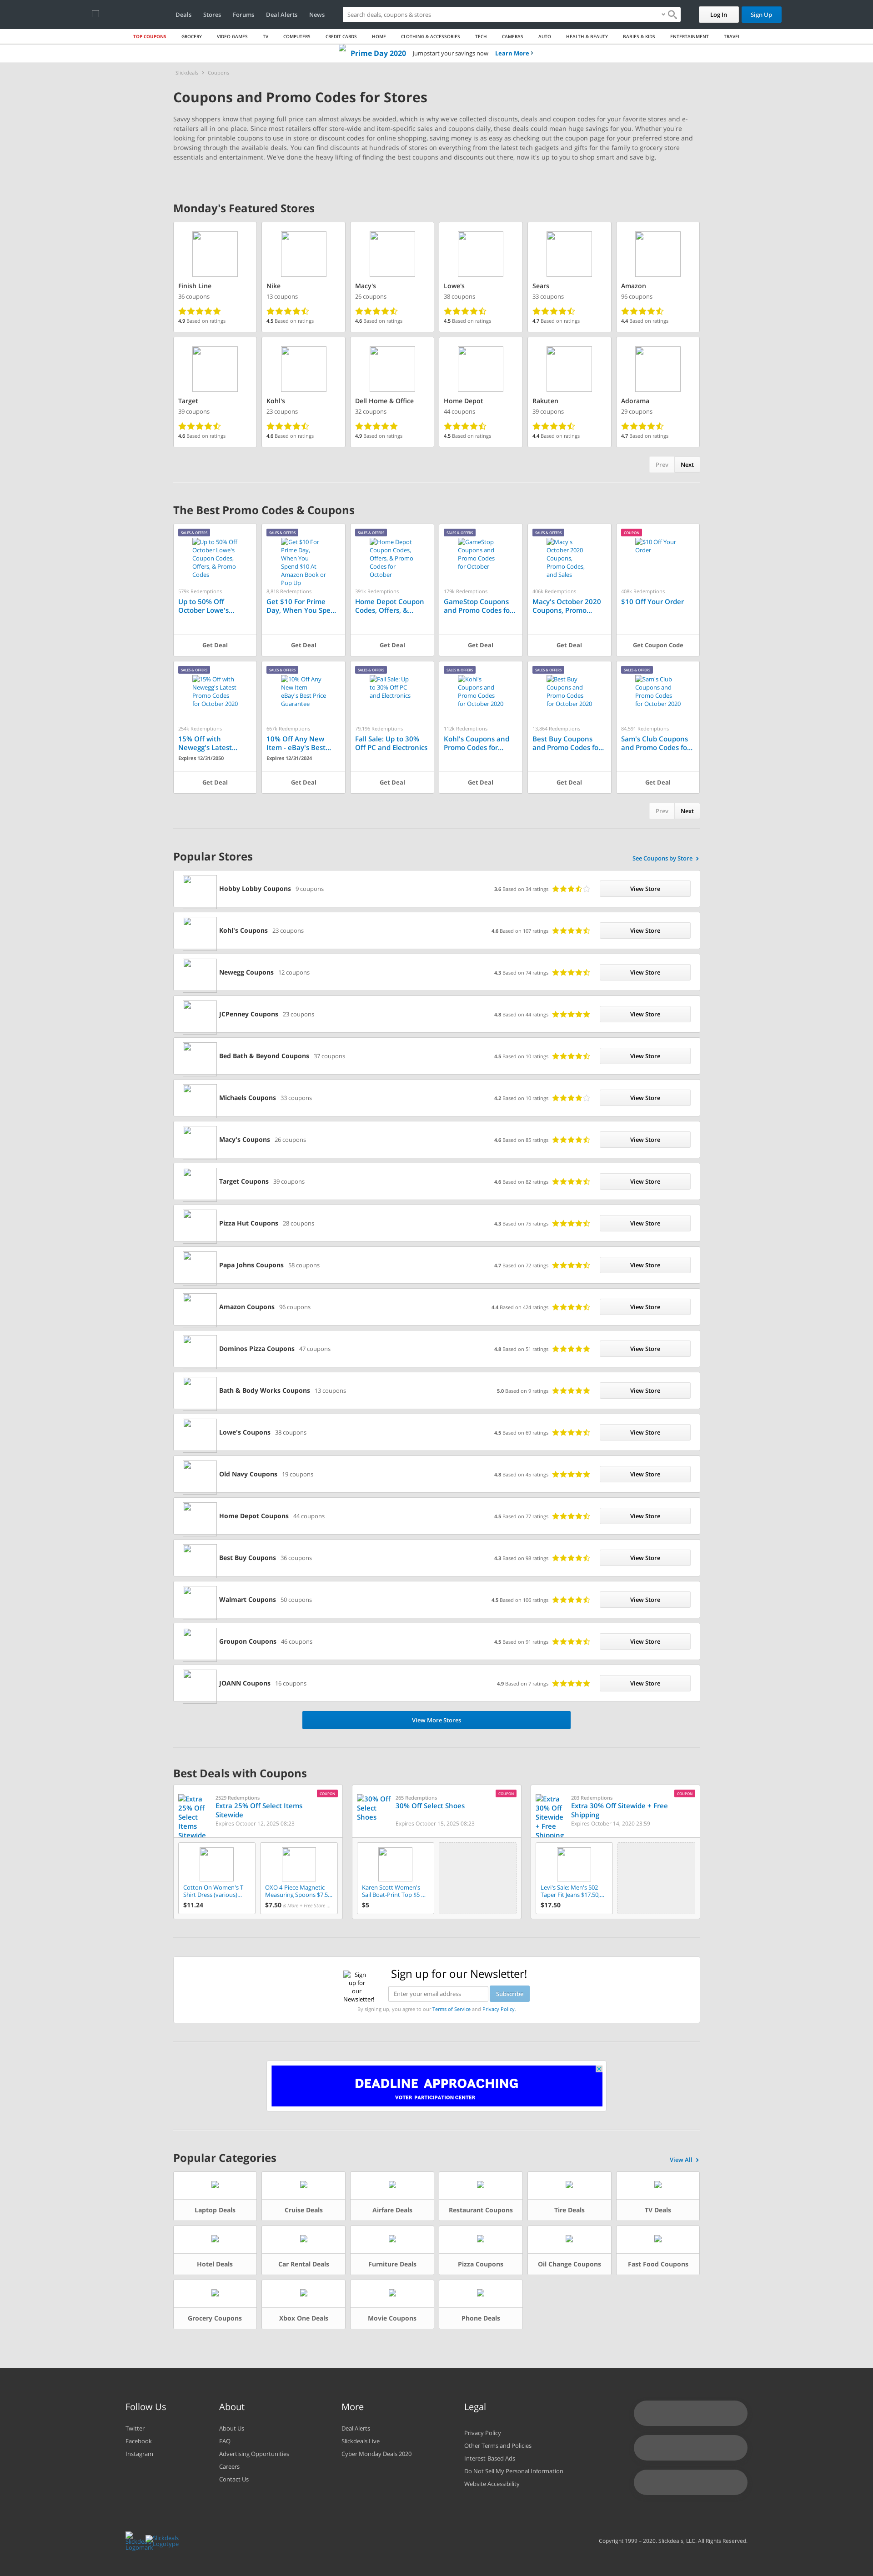 Deals Stores Forums Deal Alerts News
Search deals, coupons & stores
Log In Sign Up
TOP COUPONS GROCERY VIDEO GAMES TV COMPUTERS CREDIT CARDS HOME CLOTHING & ACCESSORIES TECH CAMERAS AUTO HEALTH & BEAUTY BABIES & KIDS ENTERTAINMENT TRAVEL
Prime Day 2020 Jumpstart your savings now Learn More ›
Slickdeals › Coupons
Coupons and Promo Codes for Stores
Savvy shoppers know that paying full price can almost always be avoided, which is why we've collected discounts, deals and coupon codes for your favorite stores and e-
retailers all in one place. Since most retailers offer store-wide and item-specific sales and coupons daily, these deals could mean huge savings for you. Whether you're
looking for printable coupons to use in store or discount codes for online shopping, saving money is as easy as checking out the coupon page for your preferred store and
deal. You can find discounts at hundreds of stores on everything from the latest tech gadgets and gifts for the family to grocery store
essentials and entertainment. We've done the heavy lifting of finding the best coupons and discounts out there, now it's up to you to shop smart and save big.
Monday's Featured Stores
Finish Line
36 coupons
4.9 Based on ratings
Nike
13 coupons
4.5 Based on ratings
Macy's
26 coupons
4.6 Based on ratings
Lowe's
38 coupons
4.5 Based on ratings
Sears
33 coupons
4.7 Based on ratings
Amazon
96 coupons
4.4 Based on ratings
Target
39 coupons
4.6 Based on ratings
Kohl's
23 coupons
4.6 Based on ratings
Dell Home & Office
32 coupons
4.9 Based on ratings
Home Depot
44 coupons
4.5 Based on ratings
Rakuten
39 coupons
4.4 Based on ratings
Adorama
29 coupons
4.7 Based on ratings
Prev Next
The Best Promo Codes & Coupons
SALES & OFFERS
Up to 50% Off
October Lowe's
Coupon Codes,
Offers, & Promo
Codes
579k Redemptions
Up to 50% Off
October Lowe's...
Get Deal
SALES & OFFERS
Get $10 For
Prime Day,
When You
Spend $10 At
Amazon Book or
Pop Up
8,818 Redemptions
Get $10 For Prime
Day, When You Spe...
Get Deal
SALES & OFFERS
Home Depot
Coupon Codes,
Offers, & Promo
Codes for
October
391k Redemptions
Home Depot Coupon
Codes, Offers, &...
Get Deal
SALES & OFFERS
GameStop
Coupons and
Promo Codes
for October
179k Redemptions
GameStop Coupons
and Promo Codes fo...
Get Deal
SALES & OFFERS
Macy's
October 2020
Coupons,
Promo Codes,
and Sales
406k Redemptions
Macy's October 2020
Coupons, Promo...
Get Deal
COUPON
$10 Off Your
Order
408k Redemptions
$10 Off Your Order
Get Coupon Code
SALES & OFFERS
15% Off with
Newegg's Latest
Promo Codes
for October 2020
254k Redemptions
15% Off with
Newegg's Latest...
Expires 12/31/2050
Get Deal
SALES & OFFERS
10% Off Any
New Item -
eBay's Best Price
Guarantee
667k Redemptions
10% Off Any New
Item - eBay's Best...
Expires 12/31/2024
Get Deal
SALES & OFFERS
Fall Sale: Up
to 30% Off PC
and Electronics
79,196 Redemptions
Fall Sale: Up to 30%
Off PC and Electronics
Get Deal
SALES & OFFERS
Kohl's
Coupons and
Promo Codes
for October 2020
112k Redemptions
Kohl's Coupons and
Promo Codes for...
Get Deal
SALES & OFFERS
Best Buy
Coupons
and Promo Codes
for October 2020
13,864 Redemptions
Best Buy Coupons
and Promo Codes fo...
Get Deal
SALES & OFFERS
Sam's Club
Coupons and
Promo Codes
for October 2020
84,591 Redemptions
Sam's Club Coupons
and Promo Codes fo...
Get Deal
Prev Next
Popular Stores
See Coupons by Store ›
Hobby Lobby Coupons 9 coupons 3.6 Based on 34 ratings View Store
Kohl's Coupons 23 coupons 4.6 Based on 107 ratings View Store
Newegg Coupons 12 coupons 4.3 Based on 74 ratings View Store
JCPenney Coupons 23 coupons 4.8 Based on 44 ratings View Store
Bed Bath & Beyond Coupons 37 coupons 4.5 Based on 10 ratings View Store
Michaels Coupons 33 coupons 4.2 Based on 10 ratings View Store
Macy's Coupons 26 coupons 4.6 Based on 85 ratings View Store
Target Coupons 39 coupons 4.6 Based on 82 ratings View Store
Pizza Hut Coupons 28 coupons 4.3 Based on 75 ratings View Store
Papa Johns Coupons 58 coupons 4.7 Based on 72 ratings View Store
Amazon Coupons 96 coupons 4.4 Based on 424 ratings View Store
Dominos Pizza Coupons 47 coupons 4.8 Based on 51 ratings View Store
Bath & Body Works Coupons 13 coupons 5.0 Based on 9 ratings View Store
Lowe's Coupons 38 coupons 4.5 Based on 69 ratings View Store
Old Navy Coupons 19 coupons 4.8 Based on 45 ratings View Store
Home Depot Coupons 44 coupons 4.5 Based on 77 ratings View Store
Best Buy Coupons 36 coupons 4.3 Based on 98 ratings View Store
Walmart Coupons 50 coupons 4.5 Based on 106 ratings View Store
Groupon Coupons 46 coupons 4.5 Based on 91 ratings View Store
JOANN Coupons 16 coupons 4.9 Based on 7 ratings View Store
View More Stores
Best Deals with Coupons
Extra
25% Off
Select
Items
Sitewide
2529 Redemptions
COUPON
Extra 25% Off Select Items
Sitewide
Expires October 12, 2025 08:23
Cotton On Women's T-
Shirt Dress (various)...
$11.24
OXO 4-Piece Magnetic
Measuring Spoons $7.5...
$7.50 & More + Free Store ...
30% Off
Select
Shoes
265 Redemptions
COUPON
30% Off Select Shoes
Expires October 15, 2025 08:23
Karen Scott Women's
Sail Boat-Print Top $5 ...
$5
Extra
30% Off
Sitewide
+ Free
Shipping
203 Redemptions
COUPON
Extra 30% Off Sitewide + Free
Shipping
Expires October 14, 2020 23:59
Levi's Sale: Men's 502
Taper Fit Jeans $17.50,...
$17.50
Sign
up for
our
Newsletter!
Sign up for our Newsletter!
Enter your email address Subscribe
By signing up, you agree to our Terms of Service and Privacy Policy.
DEADLINE APPROACHING
VOTER PARTICIPATION CENTER
Popular Categories
View All ›
Laptop Deals Cruise Deals Airfare Deals Restaurant Coupons Tire Deals TV Deals
Hotel Deals Car Rental Deals Furniture Deals Pizza Coupons Oil Change Coupons Fast Food Coupons
Grocery Coupons Xbox One Deals Movie Coupons Phone Deals
Follow Us
Twitter
Facebook
Instagram
About
About Us
FAQ
Advertising Opportunities
Careers
Contact Us
More
Deal Alerts
Slickdeals Live
Cyber Monday Deals 2020
Legal
Privacy Policy
Other Terms and Policies
Interest-Based Ads
Do Not Sell My Personal Information
Website Accessibility
Slickdeals
Logotype
Copyright 1999 – 2020. Slickdeals, LLC. All Rights Reserved.